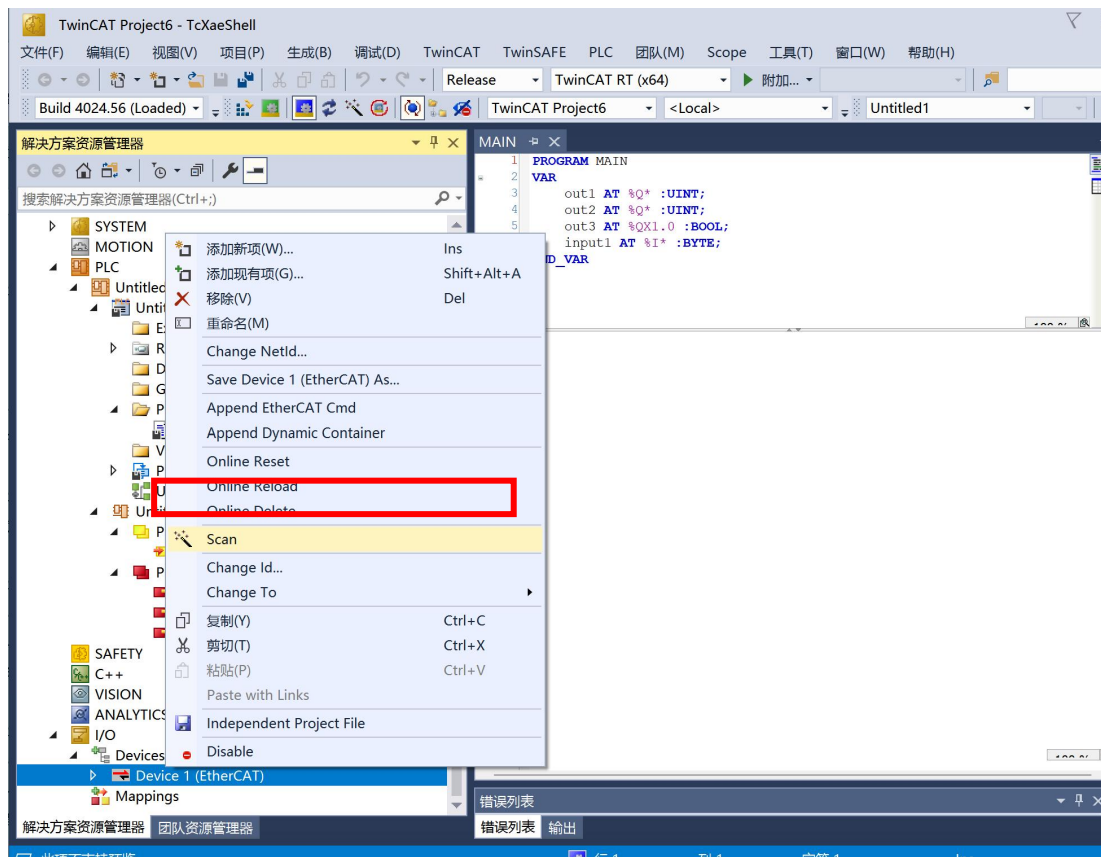 TwinCAT Project6 - TcXaeShell
文件(F) 编辑(E) 视图(V) 项目(P) 生成(B) 调试(D) TwinCAT TwinSAFE PLC 团队(M) Scope 工具(T) 窗口(W) 帮助(H)
Release TwinCAT RT (x64) 附加...
Build 4024.56 (Loaded) TwinCAT Project6 <Local> Untitled1
解决方案资源管理器
搜索解决方案资源管理器(Ctrl+;)
SYSTEM
MOTION
PLC
Untitled
Unti
E
R
D
G
P
V
P
U
Unti
P
P
SAFETY
C++
VISION
ANALYTICS
I/O
Devices
Device 1 (EtherCAT)
Mappings
解决方案资源管理器 团队资源管理器
添加新项(W)... Ins
添加现有项(G)... Shift+Alt+A
移除(V) Del
重命名(M)
Change NetId...
Save Device 1 (EtherCAT) As...
Append EtherCAT Cmd
Append Dynamic Container
Online Reset
Online Reload
Online Delete
Scan
Change Id...
Change To
复制(Y) Ctrl+C
剪切(T) Ctrl+X
粘贴(P) Ctrl+V
Paste with Links
Independent Project File
Disable
MAIN
1 PROGRAM MAIN
2 VAR
3 out1 AT %Q* :UINT;
4 out2 AT %Q* :UINT;
5 out3 AT %QX1.0 :BOOL;
input1 AT %I* :BYTE;
D_VAR
错误列表
错误列表 输出